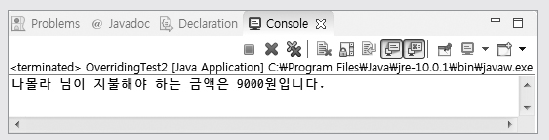 Problems @ Javadoc Declaration Console
<terminated> OverridingTest2 [Java Application] C:₩Program Files₩Java₩jre-10.0.1₩bin₩javaw.exe
나몰라 님이 지불해야 하는 금액은 9000원입니다.